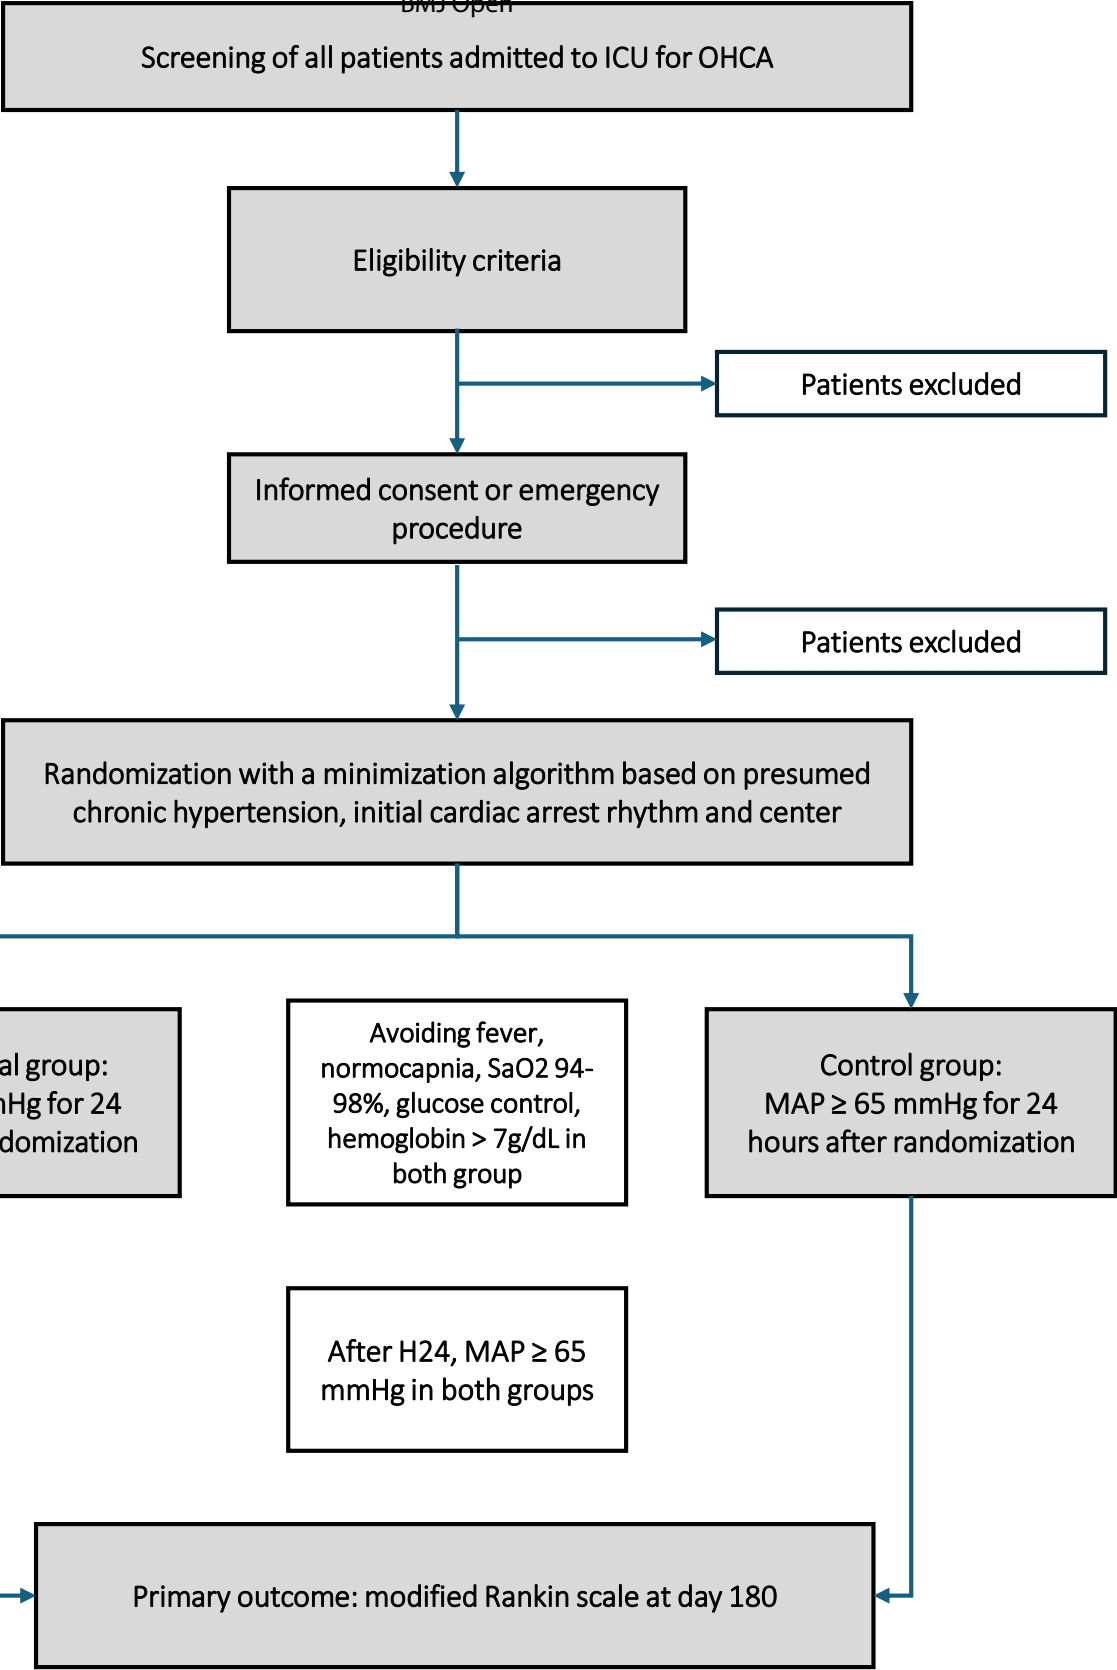 BMJ Open
Screening of all patients admitted to ICU for OHCA
Eligibility criteria
Patients excluded
Informed consent or emergency
procedure
Patients excluded
Randomization with a minimization algorithm based on presumed
chronic hypertension, initial cardiac arrest rhythm and center
al group:
Hg for 24
domization
Avoiding fever,
normocapnia, SaO2 94-
98%, glucose control,
hemoglobin > 7g/dL in
both group
Control group:
MAP ≥ 65 mmHg for 24
hours after randomization
After H24, MAP ≥ 65
mmHg in both groups
Primary outcome: modified Rankin scale at day 180